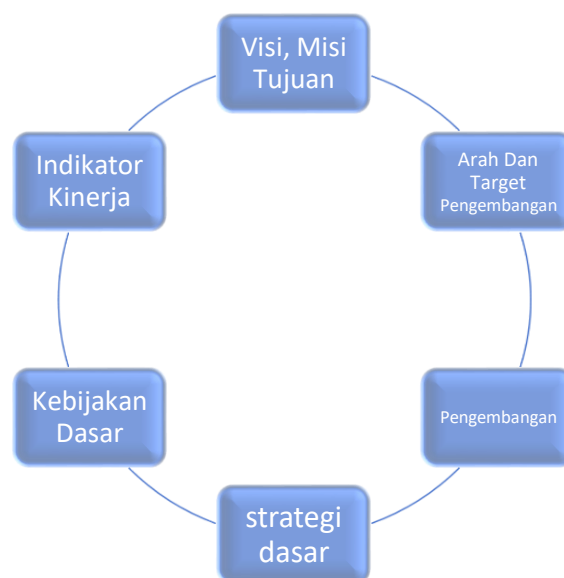 Visi, Misi
Tujuan
Arah Dan
Target
Pengembangan
Pengembangan
strategi
dasar
Kebijakan
Dasar
Indikator
Kinerja